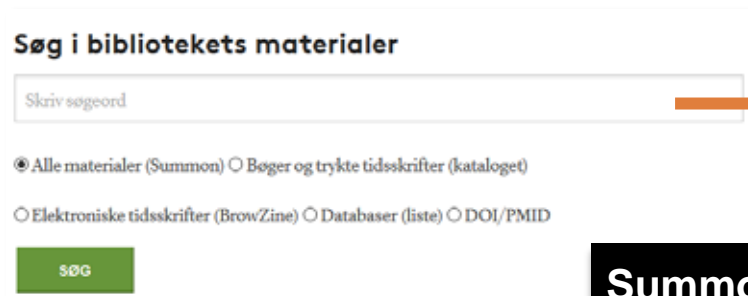 Søg i bibliotekets materialer
Skriv søgeord
Alle materialer (Summon) Bøger og trykte tidsskrifter (kataloget)
Elektroniske tidsskrifter (BrowZine) Databaser (liste) DOI/PMID
SØG